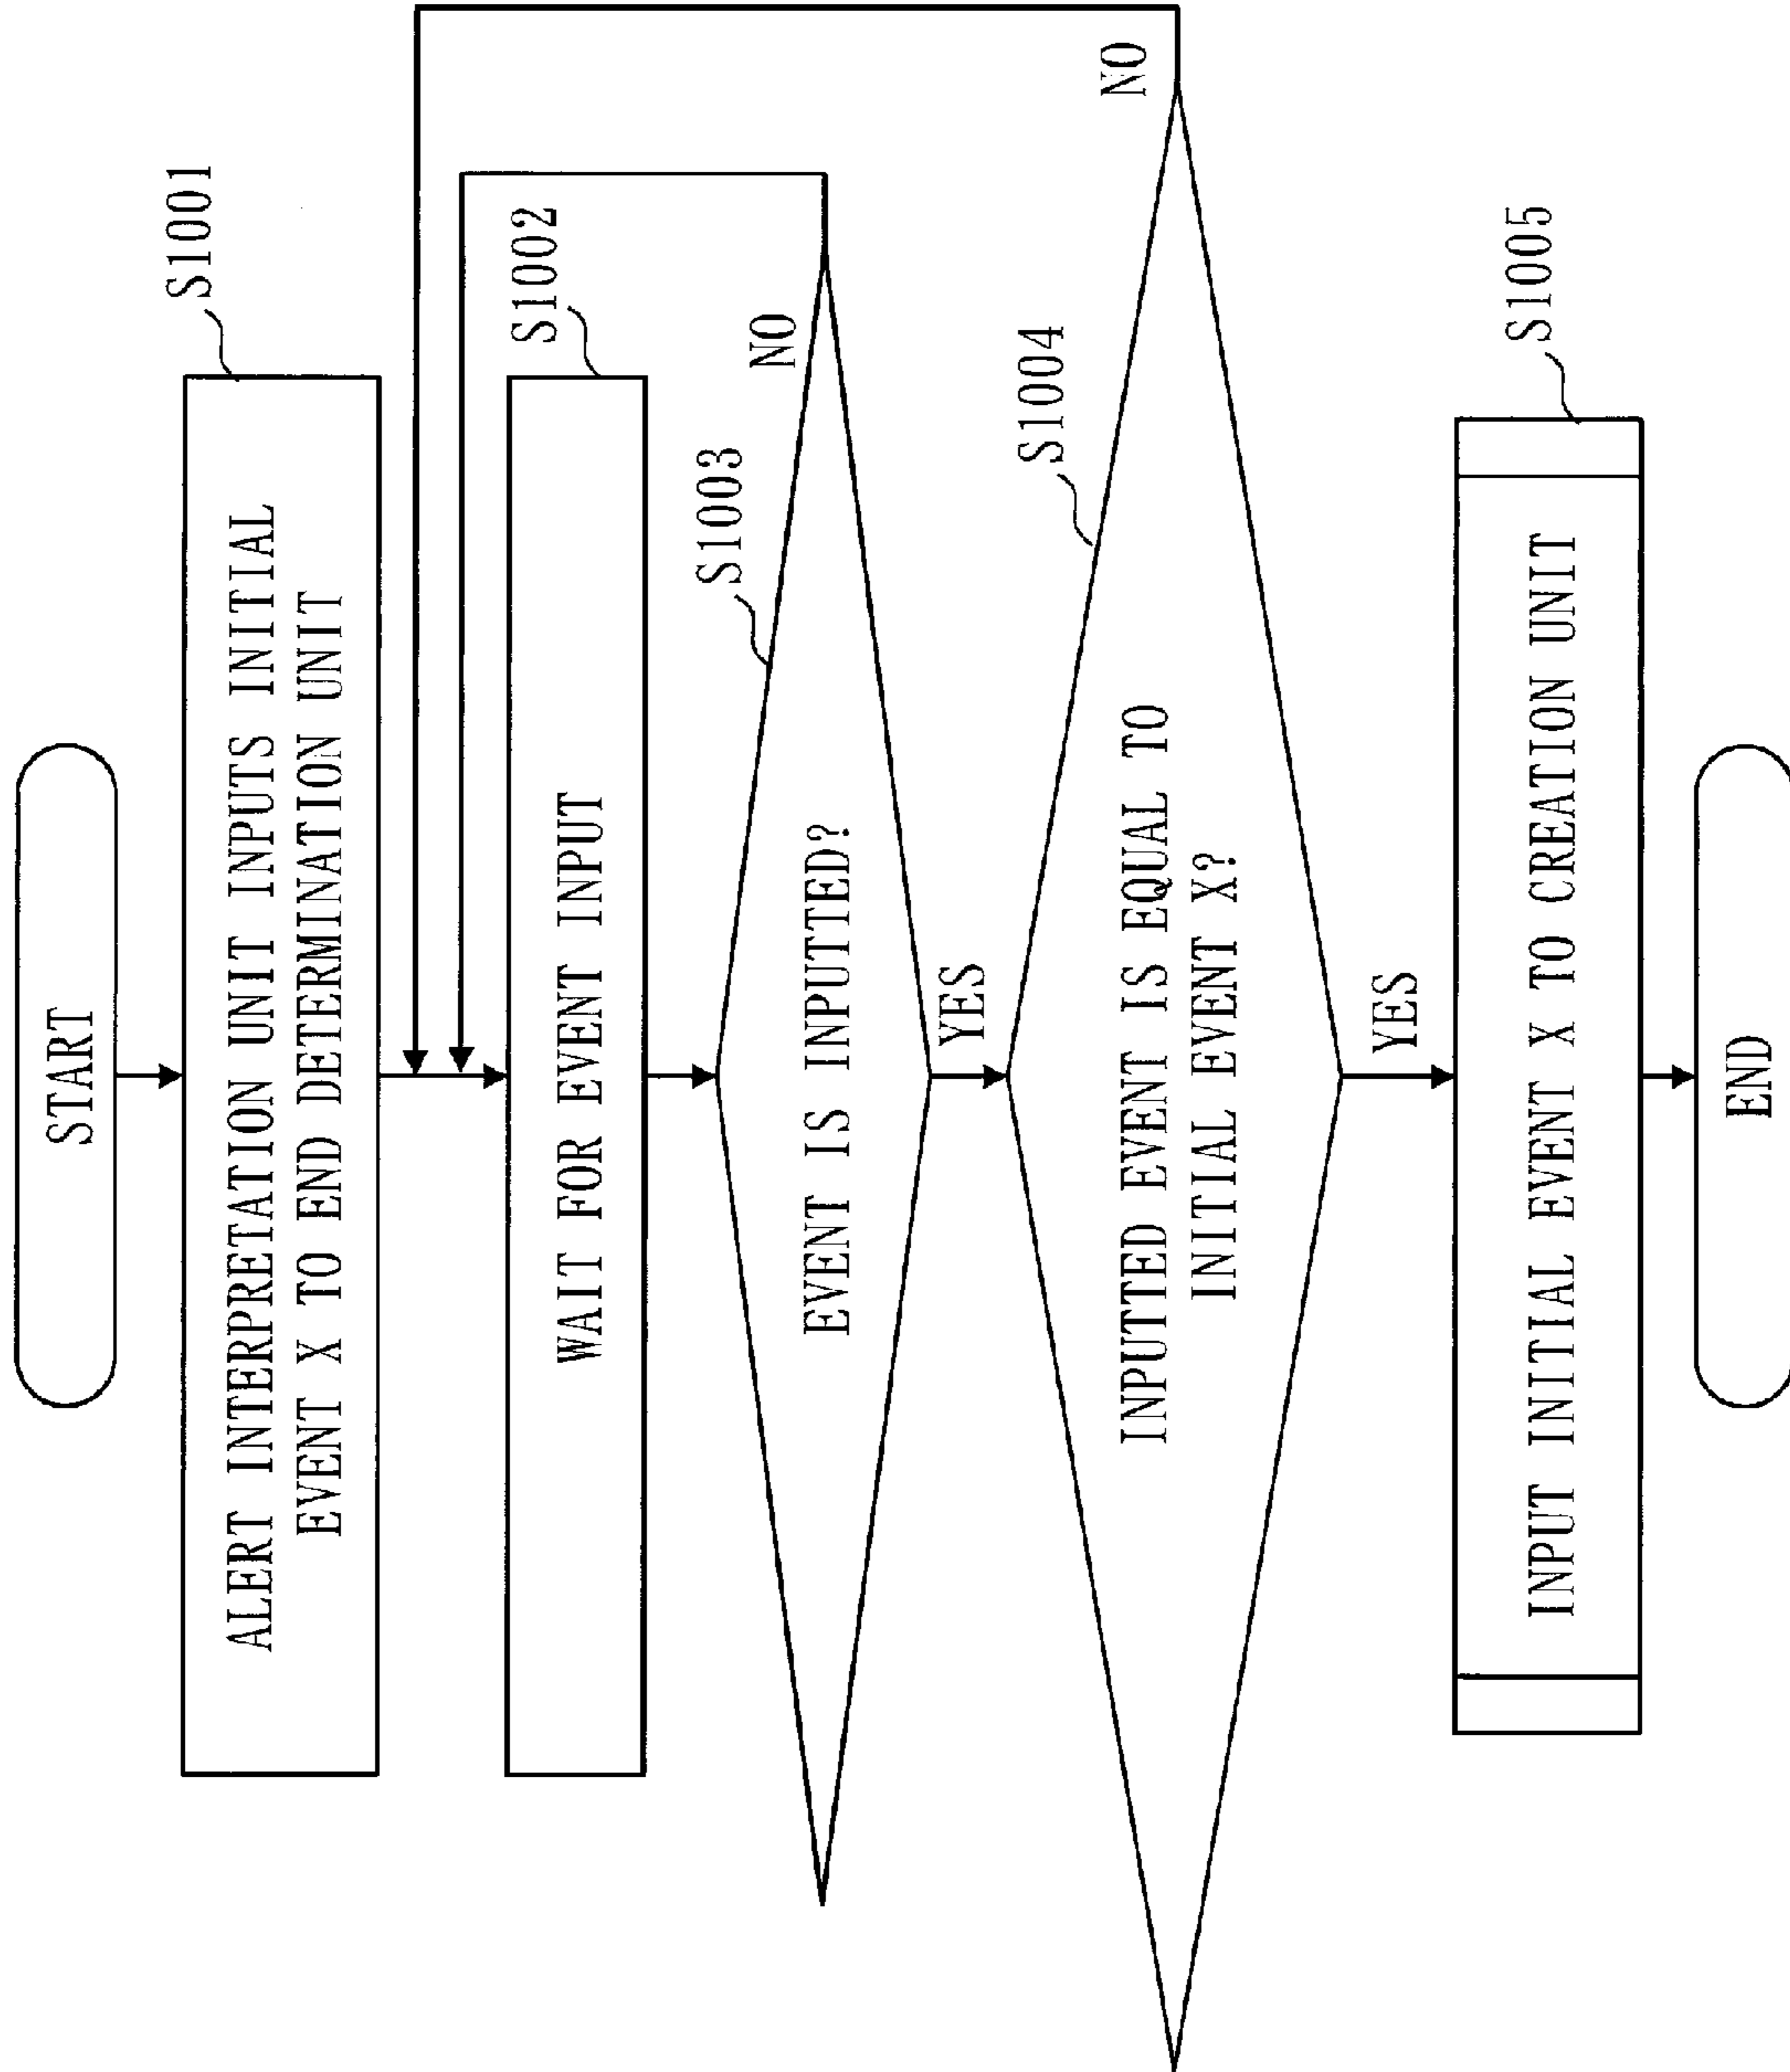 START
S1001
ALERT INTERPRETATION UNIT INPUTS INITIAL
EVENT X TO END DETERMINATION UNIT
S1002
WAIT FOR EVENT INPUT
S1003
EVENT IS INPUTTED?
NO
YES
S1004
INPUTTED EVENT IS EQUAL TO
INITIAL EVENT X?
NO
YES
S1005
INPUT INITIAL EVENT X TO CREATION UNIT
END